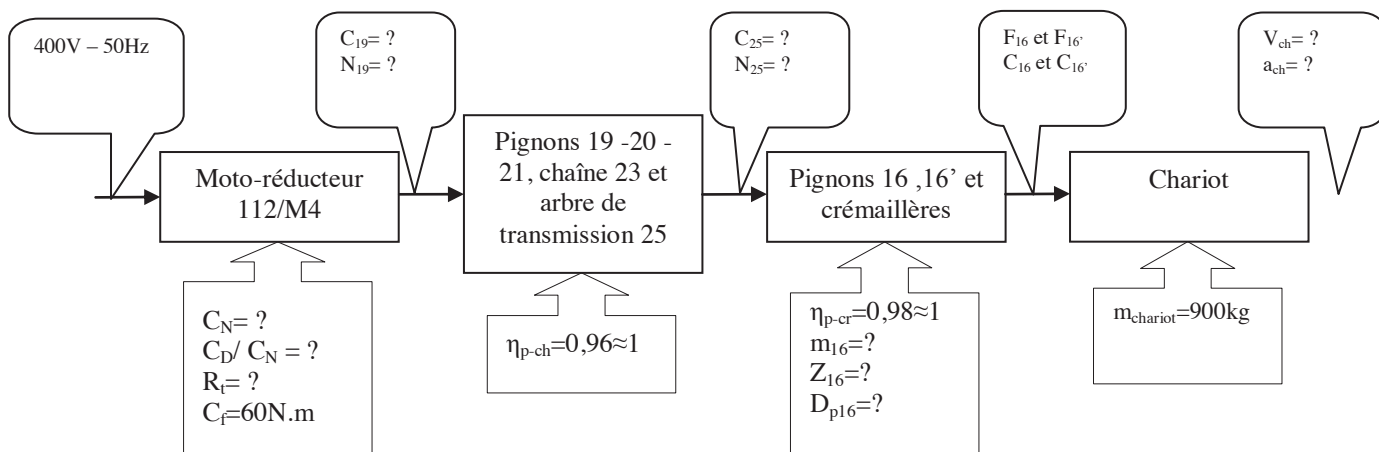 400V – 50Hz
C19= ?
N19= ?
C25= ?
N25= ?
F16 et F16'
C16 et C16'
Vch= ?
ach= ?
Moto-réducteur
112/M4
Pignons 19 -20 -
21, chaîne 23 et
arbre de
transmission 25
Pignons 16 ,16’ et
crémaillères
Chariot
CN= ?
CD/ CN = ?
Rt= ?
Cf=60N.m
ηp-ch=0,96≈1
ηp-cr=0,98≈1
m16=?
Z16=?
Dp16=?
mchariot=900kg